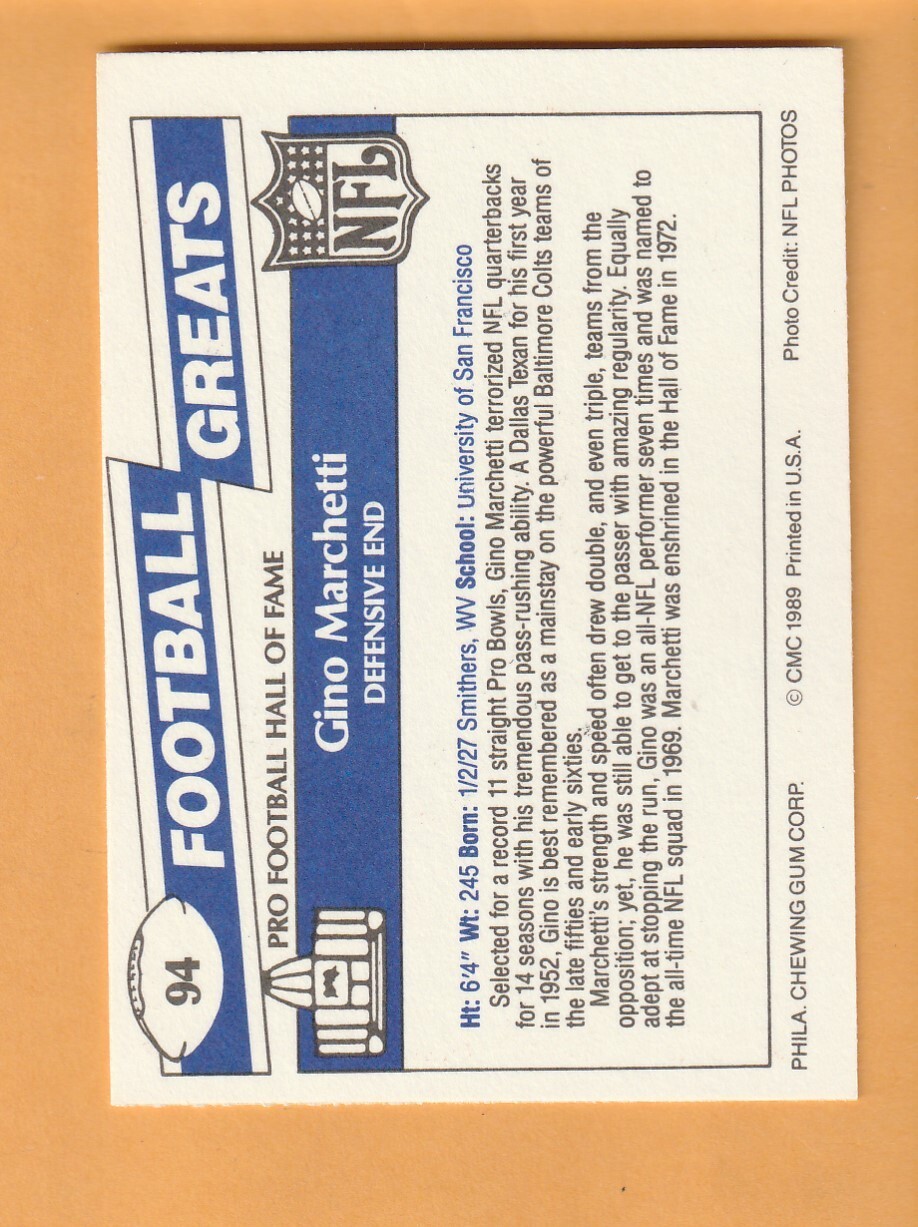 94
FOOTBALL
GREATS
PRO FOOTBALL HALL OF FAME
NFL
Gino Marchetti
DEFENSIVE END
Ht: 6'4" Wt: 245 Born: 1/2/27 Smithers, WV School: University of San Francisco
Selected for a record 11 straight Pro Bowls, Gino Marchetti terrorized NFL quarterbacks
for 14 seasons with his tremendous pass-rushing ability. A Dallas Texan for his first year
in 1952, Gino is best remembered as a mainstay on the powerful Baltimore Colts teams of
the late fifties and early sixties.
Marchetti's strength and speed often drew double, and even triple, teams from the
opposition; yet, he was still able to get to the passer with amazing regularity. Equally
adept at stopping the run, Gino was an all-NFL performer seven times and was named to
the all-time NFL squad in 1969. Marchetti was enshrined in the Hall of Fame in 1972.
PHILA. CHEWING GUM CORP. © CMC 1989 Printed in U.S.A. Photo Credit: NFL PHOTOS